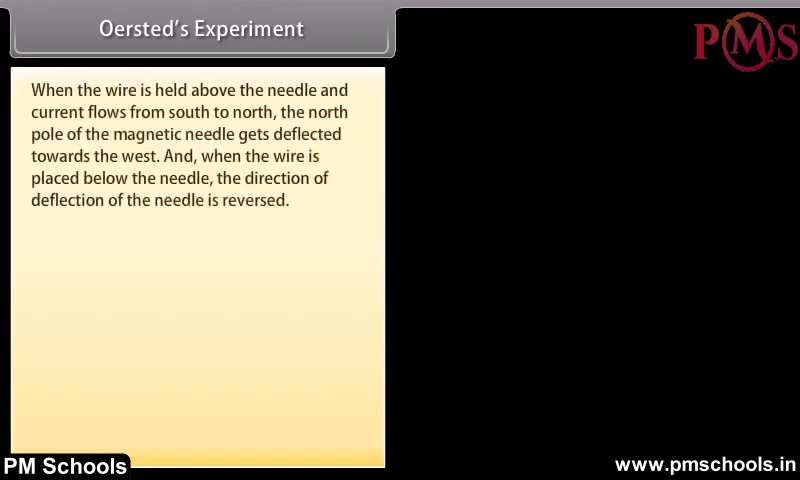 Oersted's Experiment
PMS
When the wire is held above the needle and
current flows from south to north, the north
pole of the magnetic needle gets deflected
towards the west. And, when the wire is
placed below the needle, the direction of
deflection of the needle is reversed.
PM Schools
www.pmschools.in